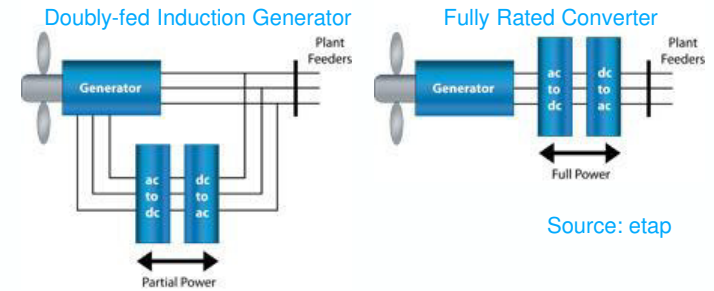 Doubly-fed Induction Generator
Plant
Feeders
Generator
ac
to
dc
dc
to
ac
Partial Power
Fully Rated Converter
Plant
Feeders
Generator
ac
to
dc
dc
to
ac
Full Power
Source: etap